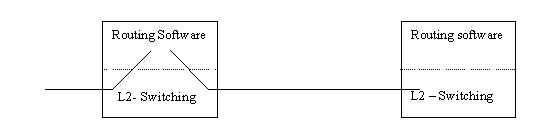 Routing Software
Routing software
L2- Switching
L2 – Switching